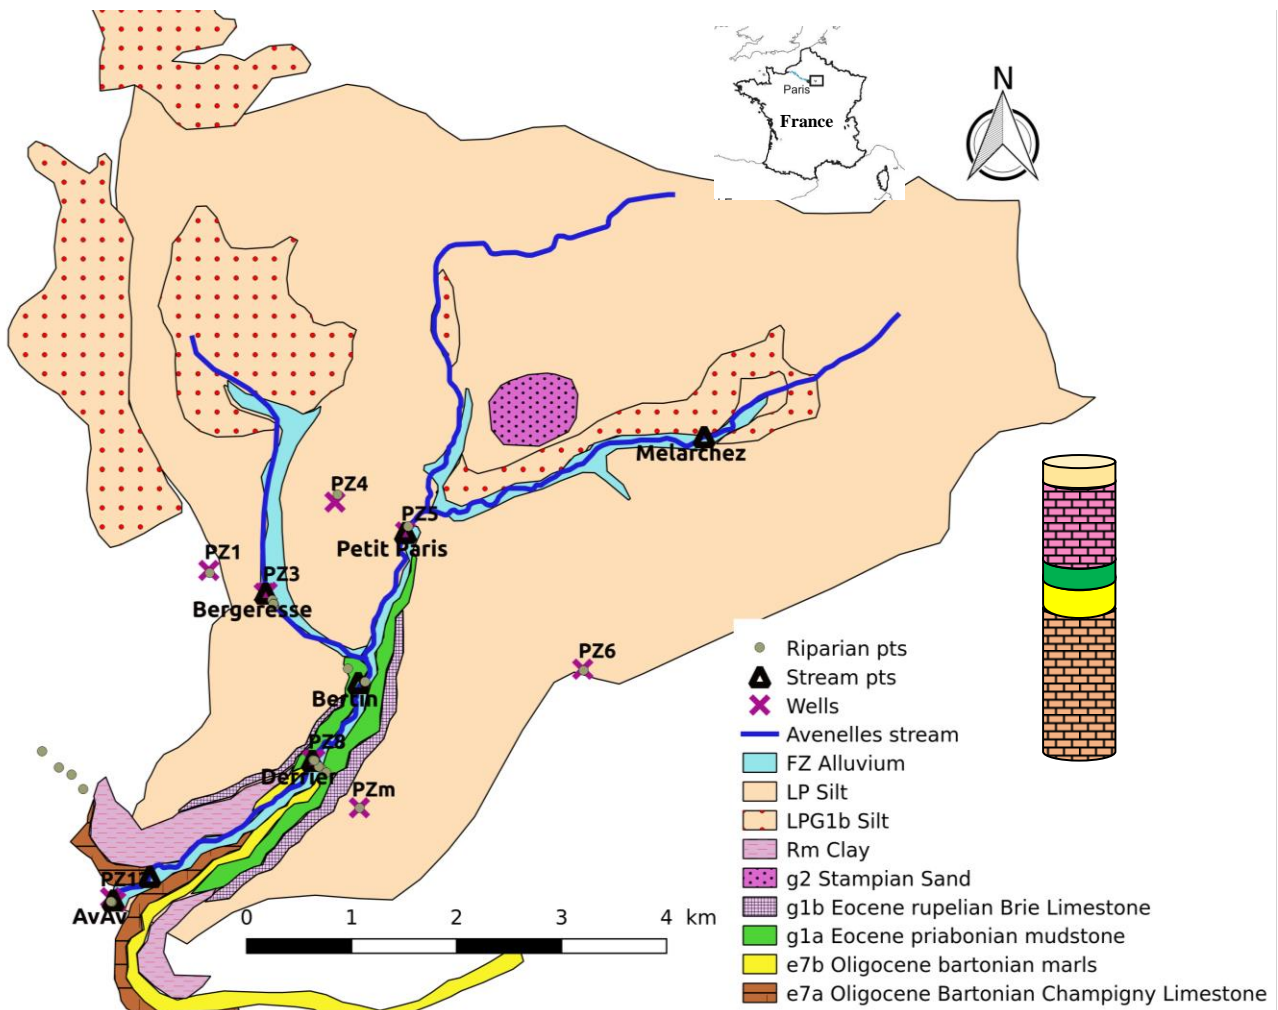 N
Paris
France
Melarchez
PZ4
PZ5
Petit Paris
PZ1
PZ3
Bergeresse
PZ6
Bertin
PZ8
Derrier
PZm
AvAv
0 1 2 3 4 km
Riparian pts
Stream pts
Wells
Avenelles stream
FZ Alluvium
LP Silt
LPG1b Silt
Rm Clay
g2 Stampian Sand
g1b Eocene rupelian Brie Limestone
g1a Eocene priabonian mudstone
e7b Oligocene bartonian marls
e7a Oligocene Bartonian Champigny Limestone